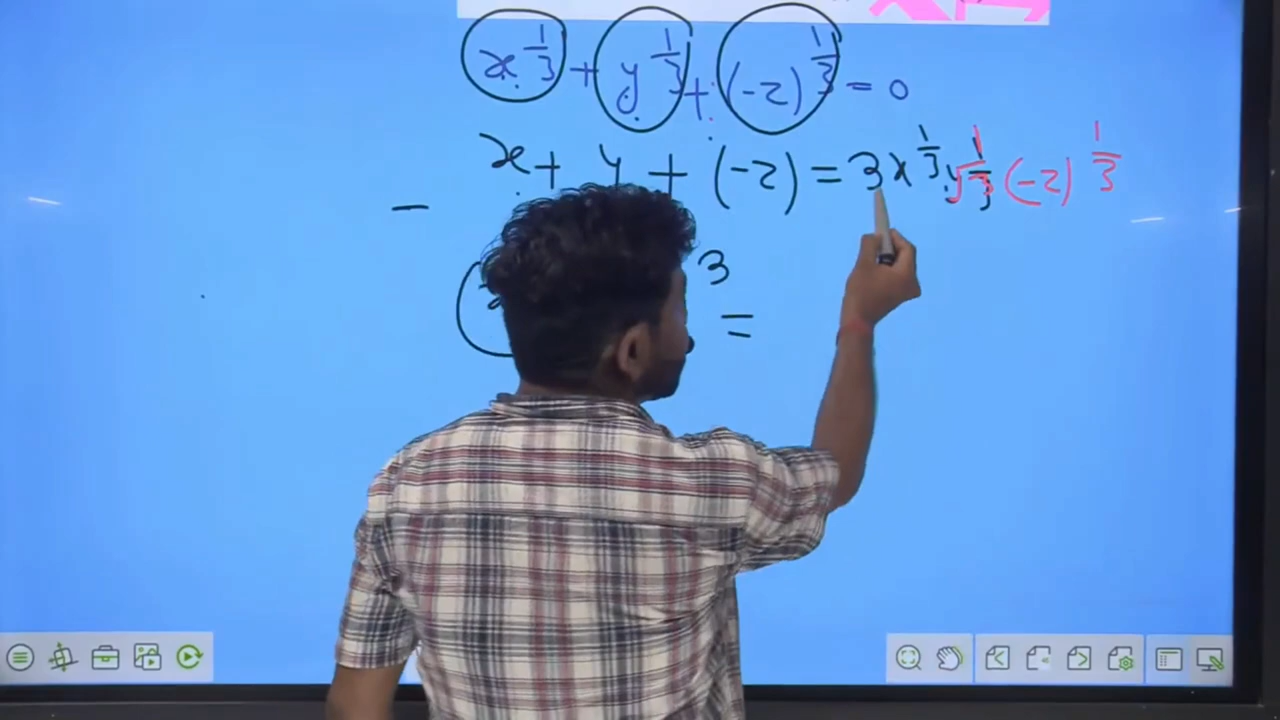 x^{1/3} + y^{1/3} + (-z)^{1/3} = 0
x + y + (-z) = 3x^{1/3} y^{1/3} (-z)^{1/3}
- ( 3 =